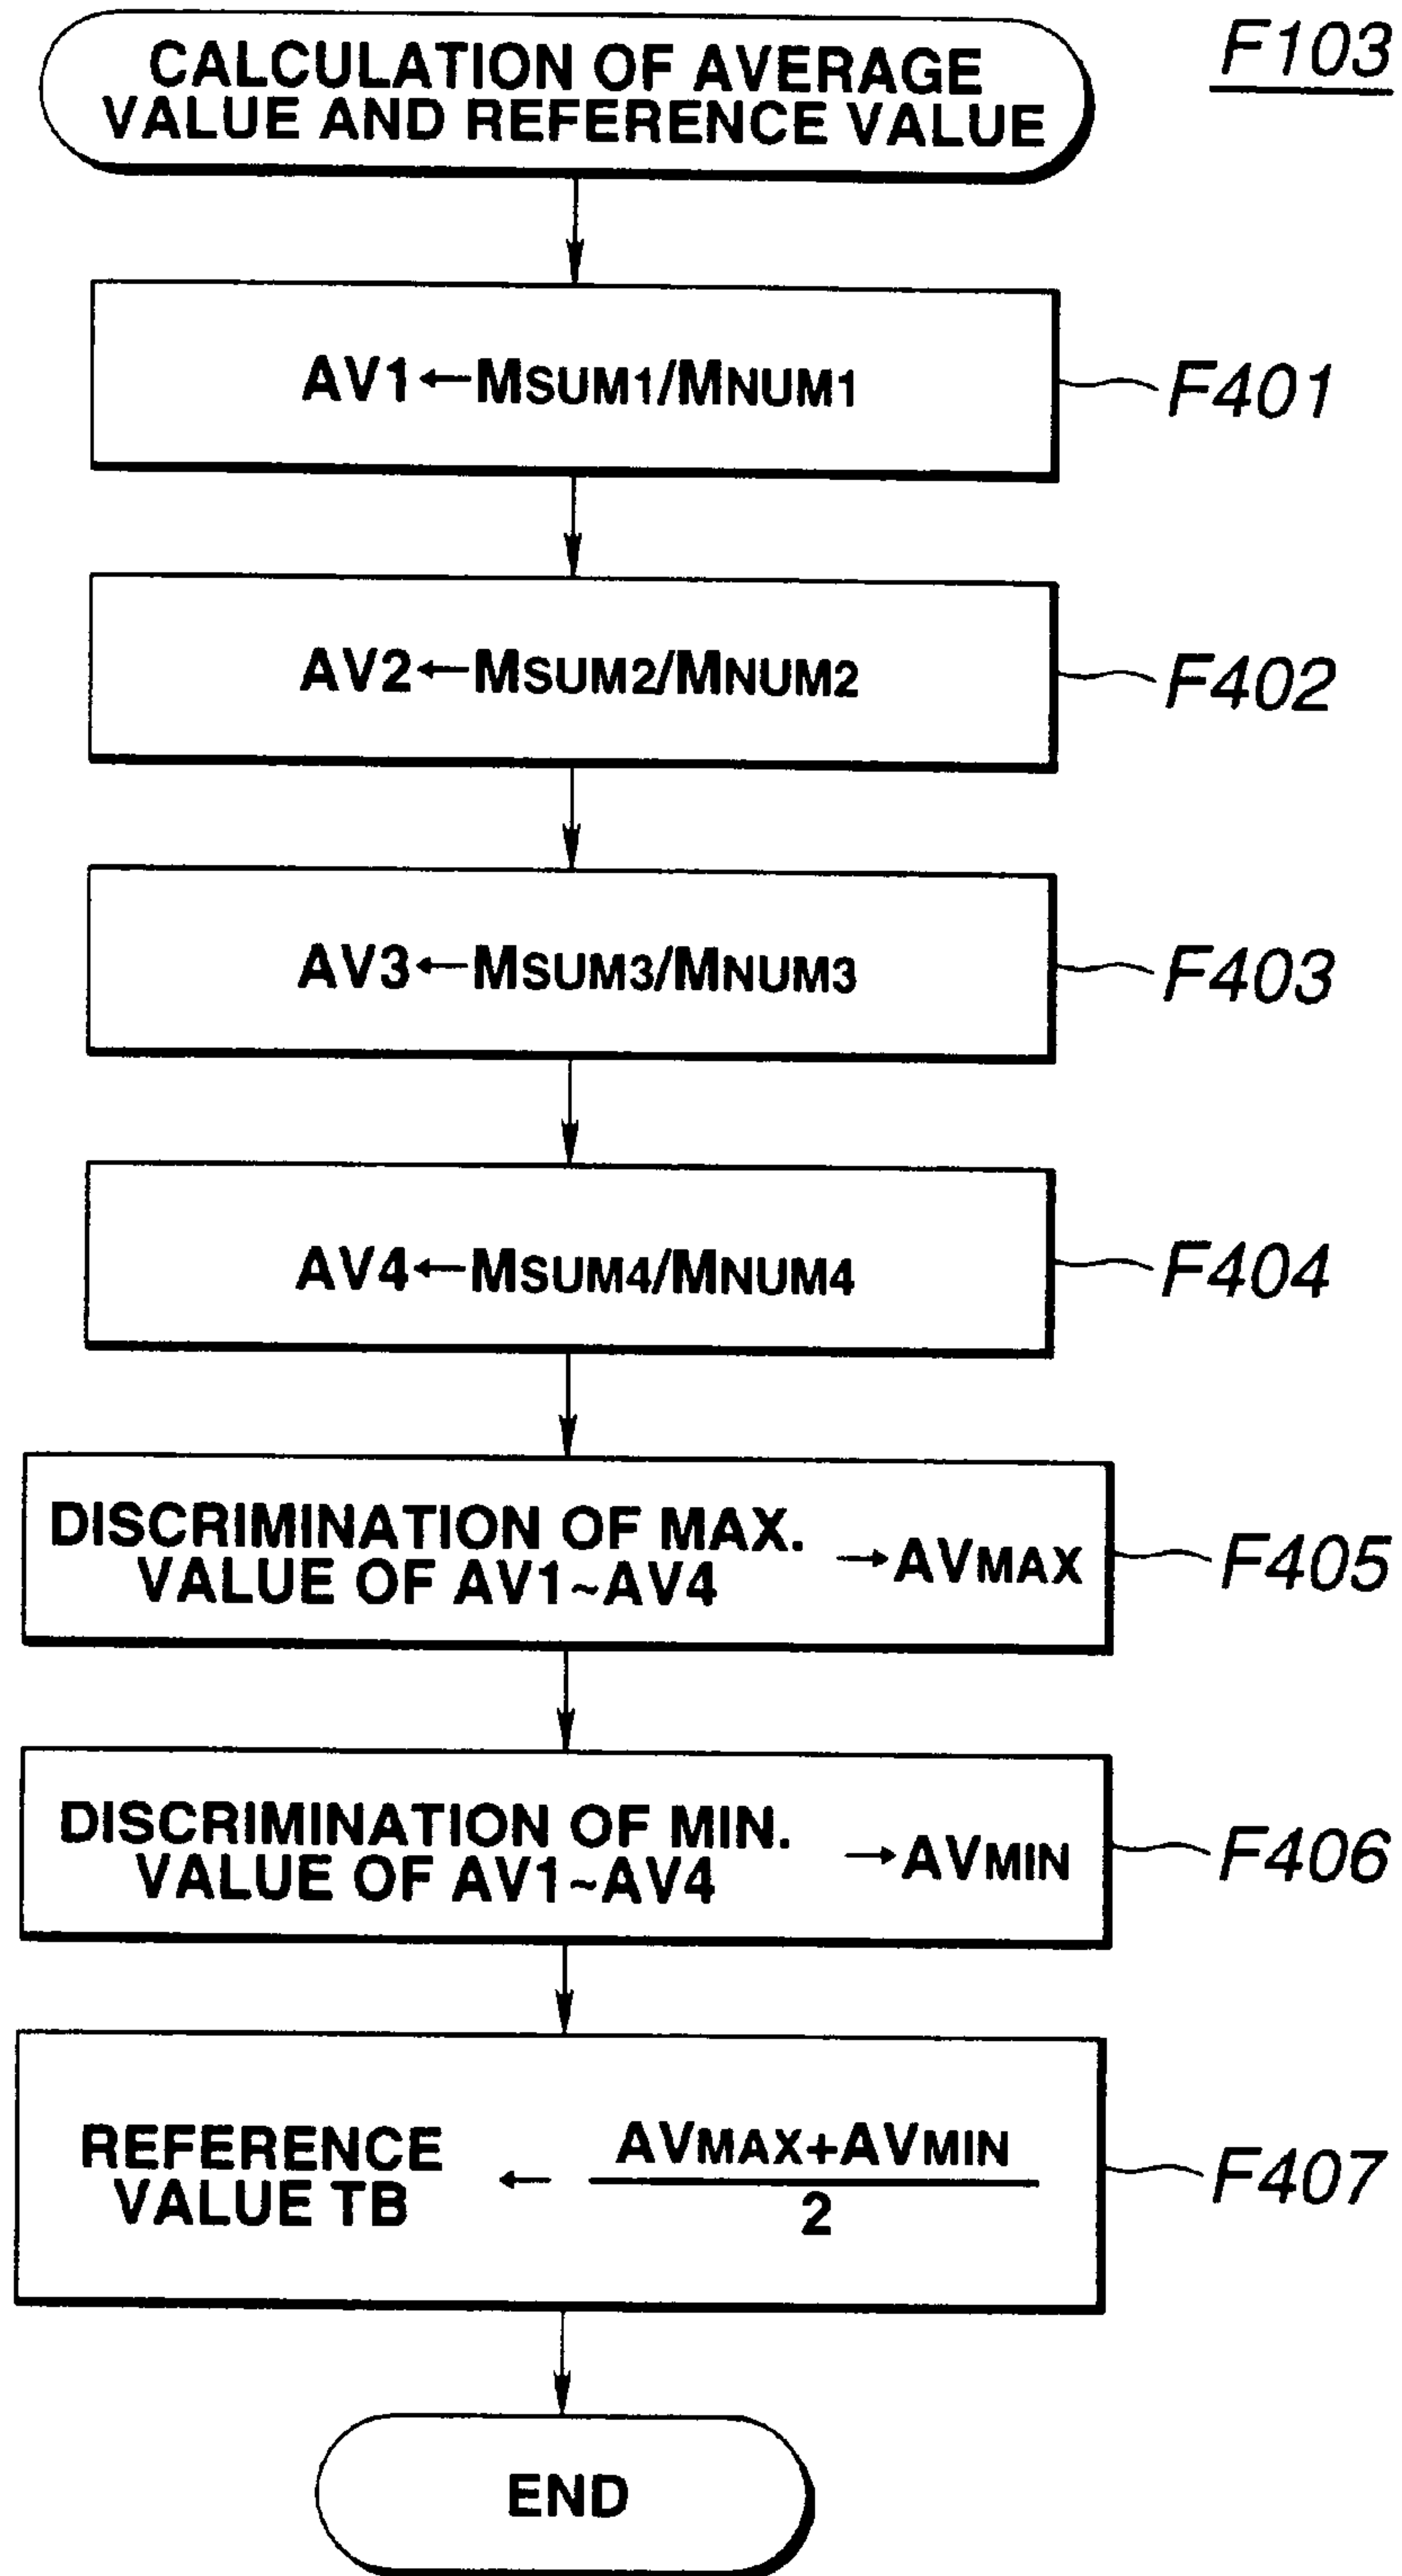 F103
CALCULATION OF AVERAGE
VALUE AND REFERENCE VALUE
AV1←MSUM1/MNUM1
F401
AV2←MSUM2/MNUM2
F402
AV3←MSUM3/MNUM3
F403
AV4←MSUM4/MNUM4
F404
DISCRIMINATION OF MAX.
VALUE OF AV1~AV4
→AVMAX
F405
DISCRIMINATION OF MIN.
VALUE OF AV1~AV4
→AVMIN
F406
REFERENCE
VALUE TB
←
AVMAX+AVMIN
2
F407
END